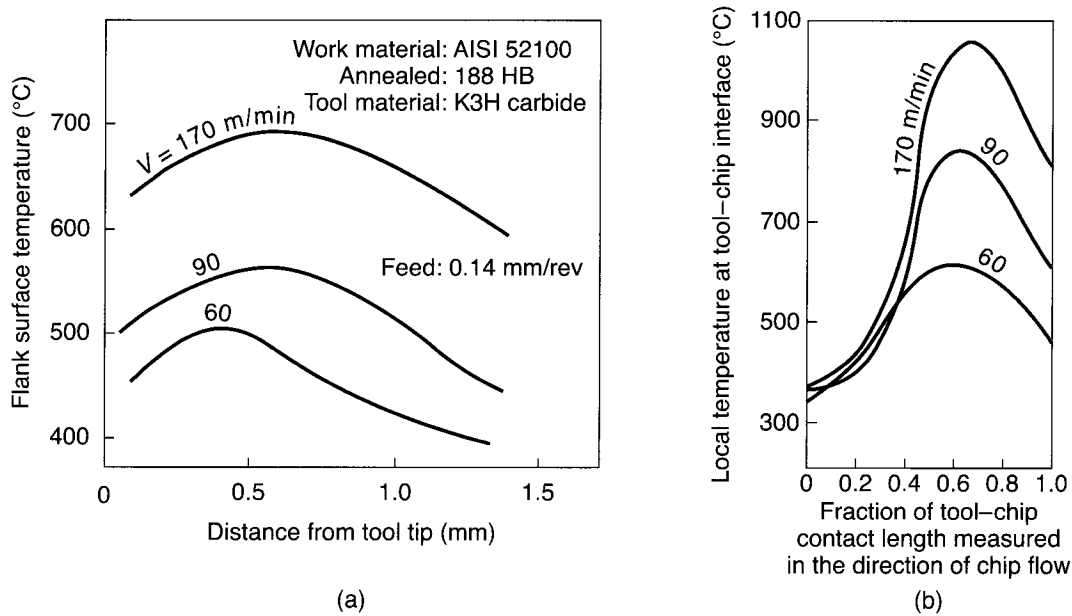 Work material: AISI 52100
Annealed: 188 HB
Tool material: K3H carbide
Flank surface temperature (°C)
700
600
500
400
V = 170 m/min
90
60
Feed: 0.14 mm/rev
0
0.5
1.0
1.5
Distance from tool tip (mm)
(a)
Local temperature at tool–chip interface (°C)
1100
900
700
500
300
170 m/min
90
60
0 0.2 0.4 0.6 0.8 1.0
Fraction of tool–chip
contact length measured
in the direction of chip flow
(b)